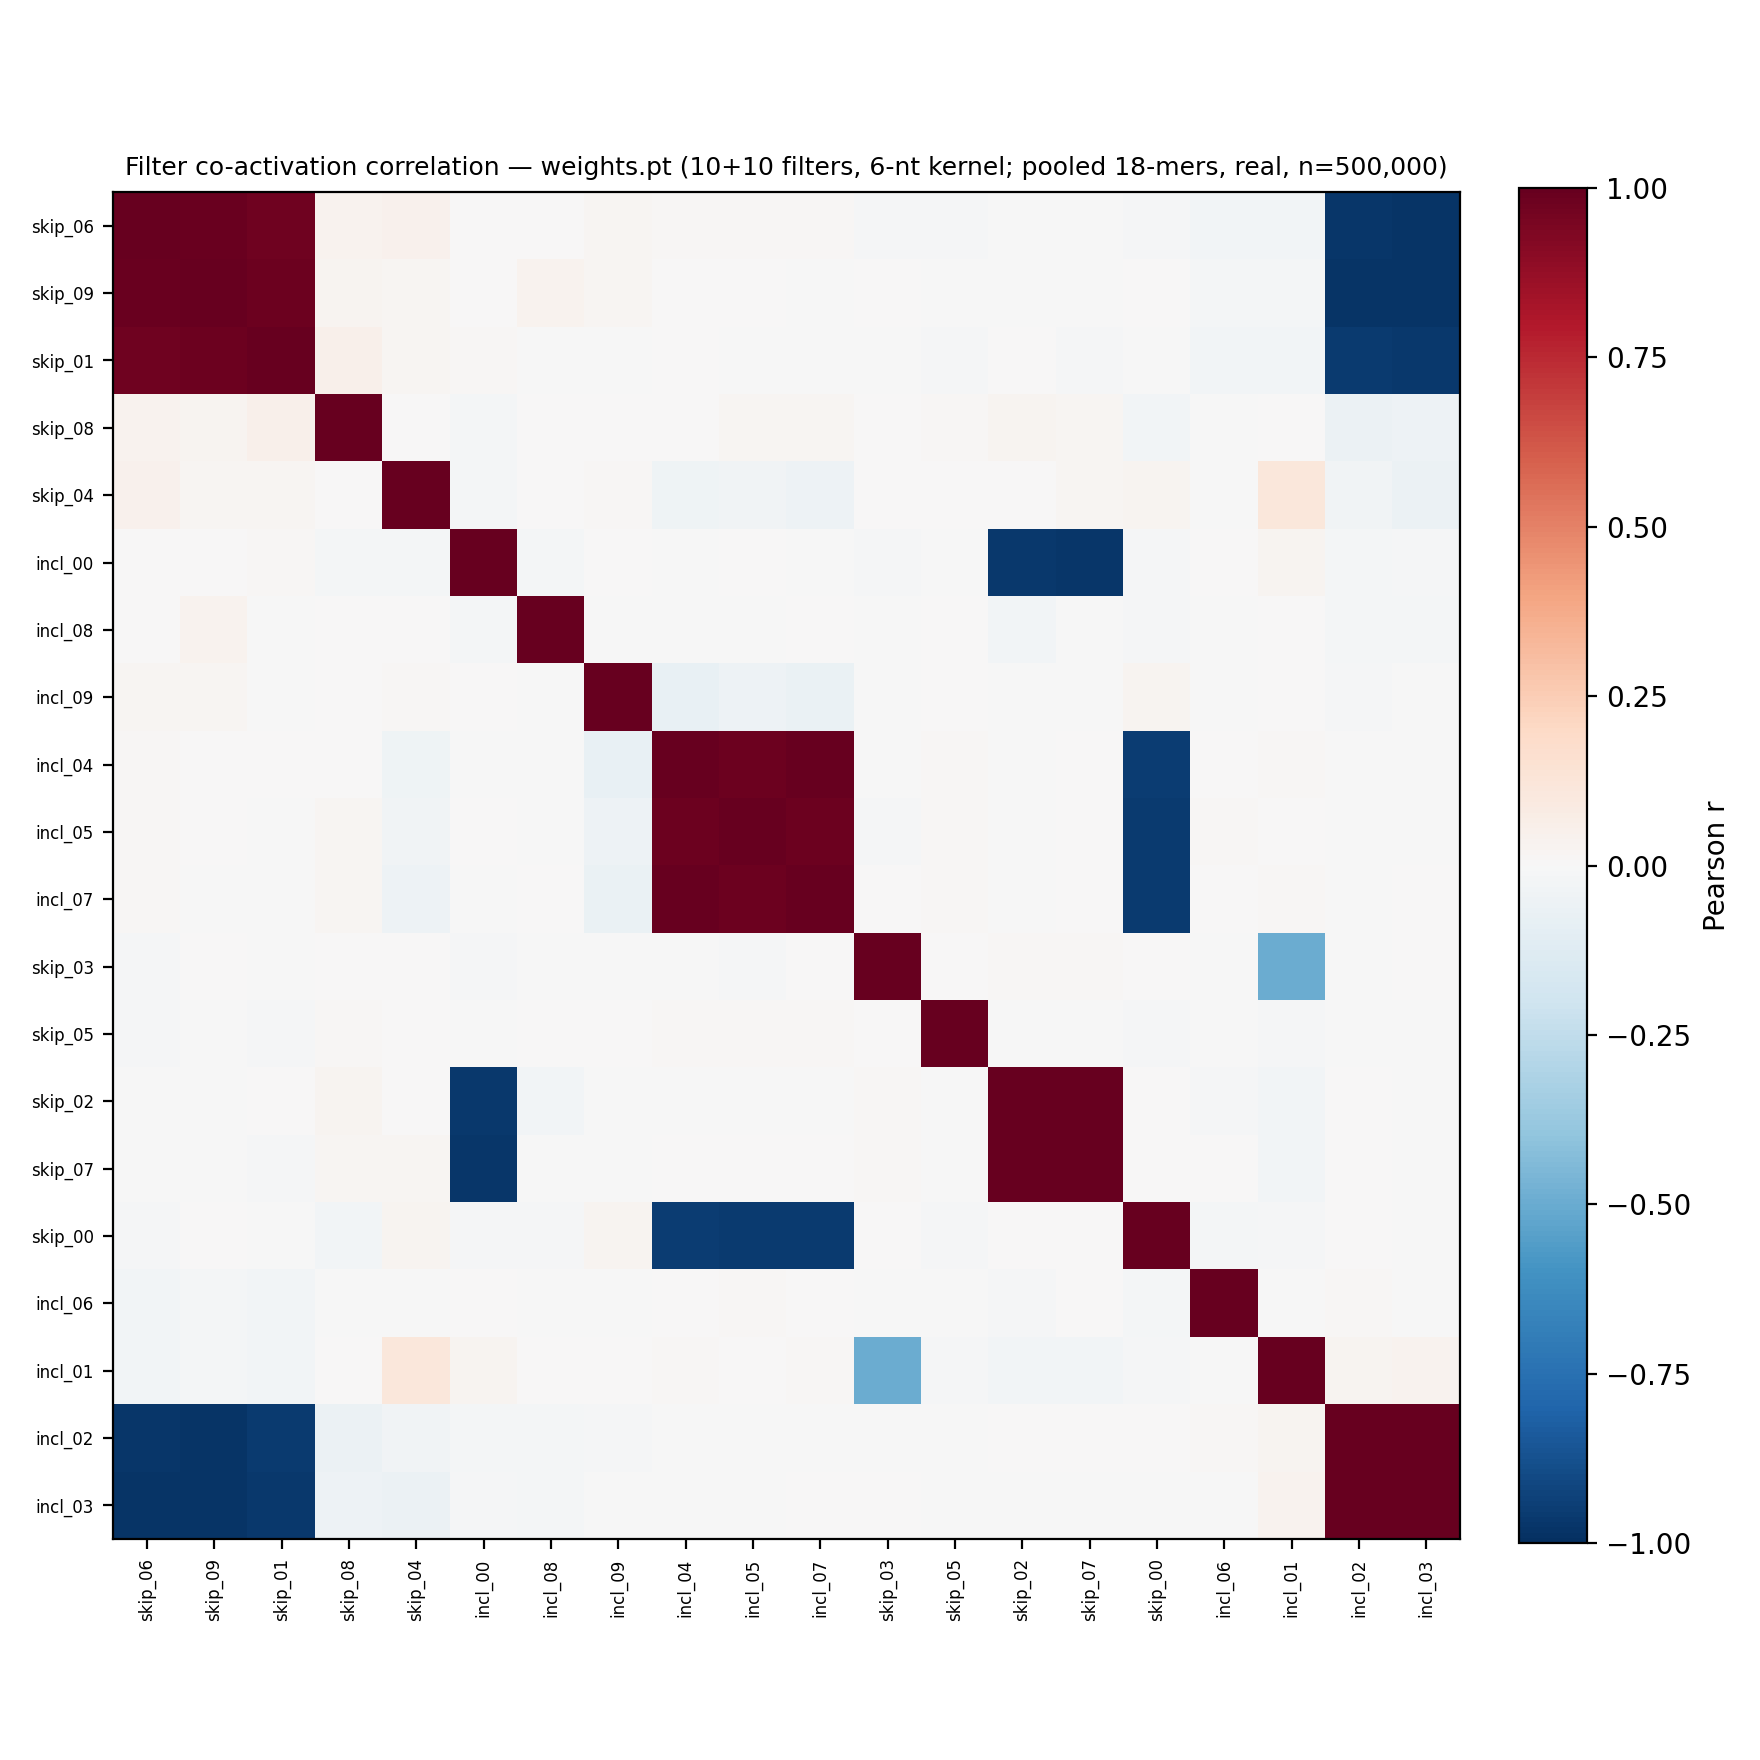 Filter co-activation correlation — weights.pt (10+10 filters, 6-nt kernel; pooled 18-mers, real, n=500,000)
skip_06
skip_09
skip_01
skip_08
skip_04
incl_00
incl_08
incl_09
incl_04
incl_05
incl_07
skip_03
skip_05
skip_02
skip_07
skip_00
incl_06
incl_01
incl_02
incl_03
skip_06
skip_09
skip_01
skip_08
skip_04
incl_00
incl_08
incl_09
incl_04
incl_05
incl_07
skip_03
skip_05
skip_02
skip_07
skip_00
incl_06
incl_01
incl_02
incl_03
1.00
0.75
0.50
0.25
0.00
−0.25
−0.50
−0.75
−1.00
Pearson r